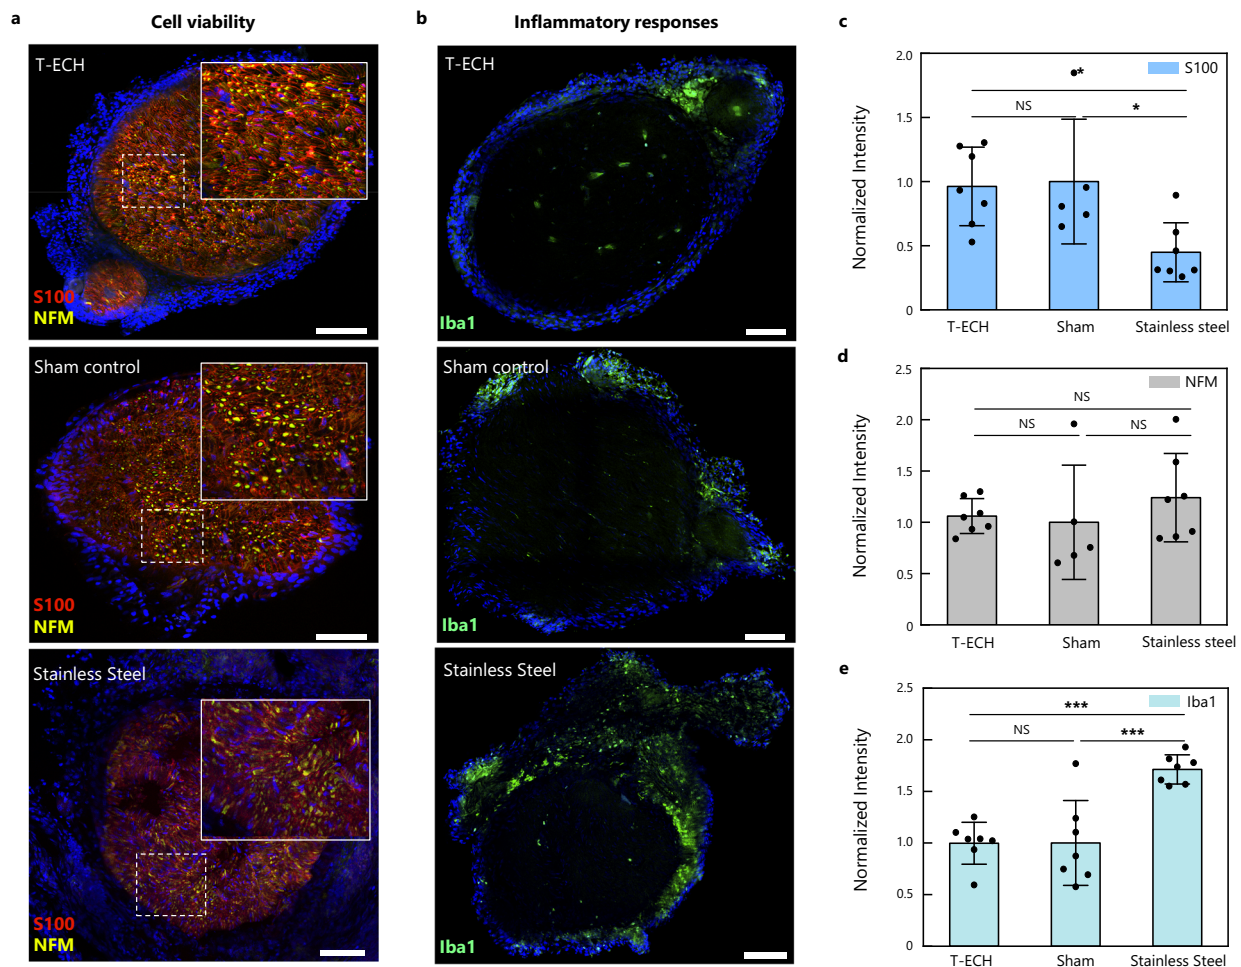 a
Cell viability
T-ECH
S100
NFM
Sham control
S100
NFM
Stainless Steel
S100
NFM
b
Inflammatory responses
T-ECH
Iba1
Sham control
Iba1
Stainless Steel
Iba1
c
2.0
1.5
1.0
0.5
0
Normalized Intensity
S100
*
NS
*
T-ECH Sham Stainless steel
d
2.5
2.0
1.5
1.0
0.5
0
Normalized Intensity
NFM
NS
NS NS
T-ECH Sham Stainless steel
e
2.5
2.0
1.5
1.0
0.5
0
Normalized Intensity
Iba1
***
NS ***
T-ECH Sham Stainless Steel